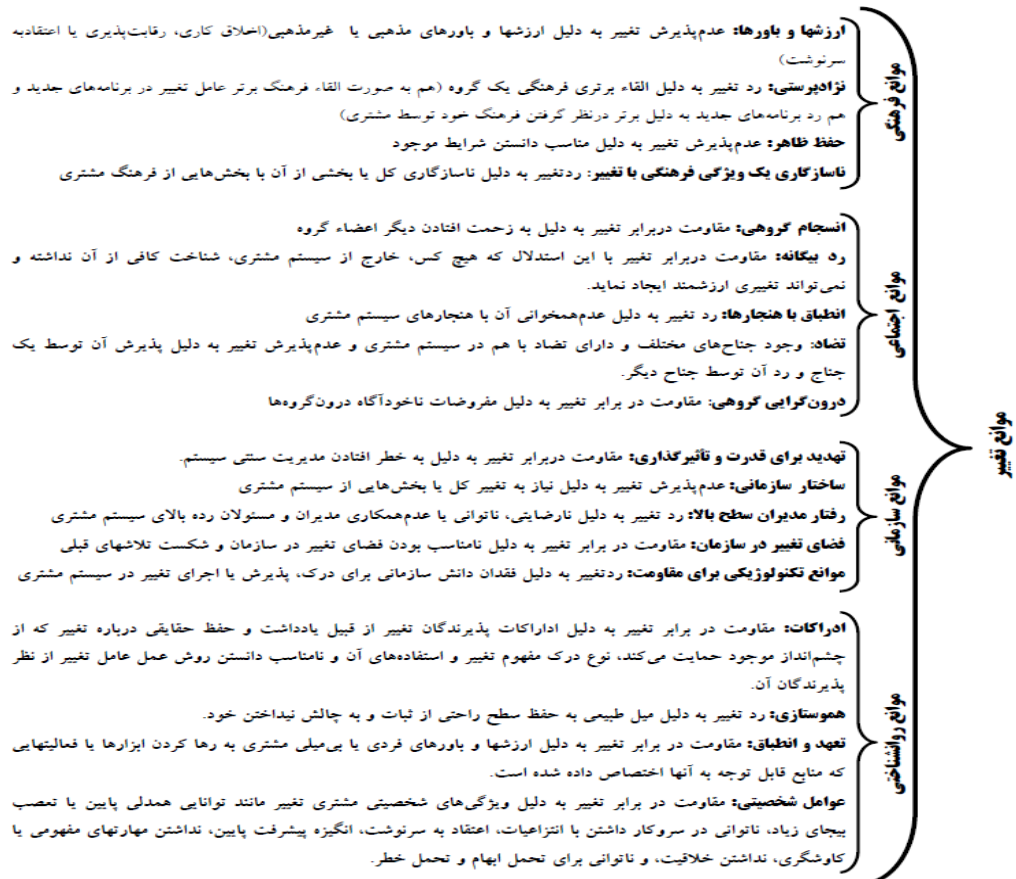 موانع تغییر
موانع فرهنگی
ارزشها و باورها: عدم‌پذیرش تغییر به دلیل ارزشها و باورهای مذهبی یا غیرمذهبی(اخلاق کاری، رقابت‌پذیری یا اعتقادبه
سرنوشت)
نژادپرستی: رد تغییر به دلیل القاء برتری فرهنگی یک گروه (هم به صورت القاء فرهنگ برتر عامل تغییر در برنامه‌های جدید و
هم رد برنامه‌های جدید به دلیل برتر درنظر گرفتن فرهنگ خود توسط مشتری)
حفظ ظاهر: عدم‌پذیرش تغییر به دلیل مناسب دانستن شرایط موجود
ناسازگاری یک ویژگی فرهنگی با تغییر: ردتغییر به دلیل ناسازگاری کل یا بخشی از آن با بخش‌هایی از فرهنگ مشتری
موانع اجتماعی
انسجام گروهی: مقاومت دربرابر تغییر به دلیل به زحمت افتادن دیگر اعضاء گروه
رد بیگانه: مقاومت دربرابر تغییر با این استدلال که هیچ کس، خارج از سیستم مشتری، شناخت کافی از آن نداشته و
نمی‌تواند تغییری ارزشمند ایجاد نماید.
انطباق با هنجارها: رد تغییر به دلیل عدم‌همخوانی آن با هنجارهای سیستم مشتری
تضاد: وجود جناح‌های مختلف و دارای تضاد با هم در سیستم مشتری و عدم‌پذیرش تغییر به دلیل پذیرش آن توسط یک
جناح و رد آن توسط جناح دیگر.
درون‌گرایی گروهی: مقاومت در برابر تغییر به دلیل مفروضات ناخودآگاه درون‌گروه‌ها
موانع سازمانی
تهدید برای قدرت و تأثیرگذاری: مقاومت دربرابر تغییر به دلیل به خطر افتادن مدیریت سنتی سیستم.
ساختار سازمانی: عدم‌پذیرش تغییر به دلیل نیاز به تغییر کل یا بخش‌هایی از سیستم مشتری
رفتار مدیران سطح بالا: رد تغییر به دلیل نارضایتی، ناتوانی یا عدم‌همکاری مدیران و مسئولان رده بالای سیستم مشتری
فضای تغییر در سازمان: مقاومت در برابر تغییر به دلیل نامناسب بودن فضای تغییر در سازمان و شکست تلاشهای قبلی
موانع تکنولوژیکی برای مقاومت: ردتغییر به دلیل فقدان دانش سازمانی برای درک، پذیرش یا اجرای تغییر در سیستم مشتری
موانع روانشناختی
ادراکات: مقاومت در برابر تغییر به دلیل اداراکات پذیرندگان تغییر از قبیل یادداشت و حفظ حقایقی درباره تغییر که از
چشم‌انداز موجود حمایت می‌کند، نوع درک مفهوم تغییر و استفاده‌های آن و نامناسب دانستن روش عمل عامل تغییر از نظر
پذیرندگان آن.
هموستازی: رد تغییر به دلیل میل طبیعی به حفظ سطح راحتی از ثبات و به چالش نیداختن خود.
تعهد و انطباق: مقاومت در برابر تغییر به دلیل ارزشها و باورهای فردی یا بی‌میلی مشتری به رها کردن ابزارها یا فعالیتهایی
که منابع قابل توجه به آنها اختصاص داده شده است.
عوامل شخصیتی: مقاومت در برابر تغییر به دلیل ویژگی‌های شخصیتی مشتری تغییر مانند توانایی همدلی پایین یا تعصب
بیجای زیاد، ناتوانی در سروکار داشتن با انتزاعیات، اعتقاد به سرنوشت، انگیزه پیشرفت پایین، نداشتن مهارتهای مفهومی یا
کاوشگری، نداشتن خلاقیت، و ناتوانی برای تحمل ابهام و تحمل خطر.